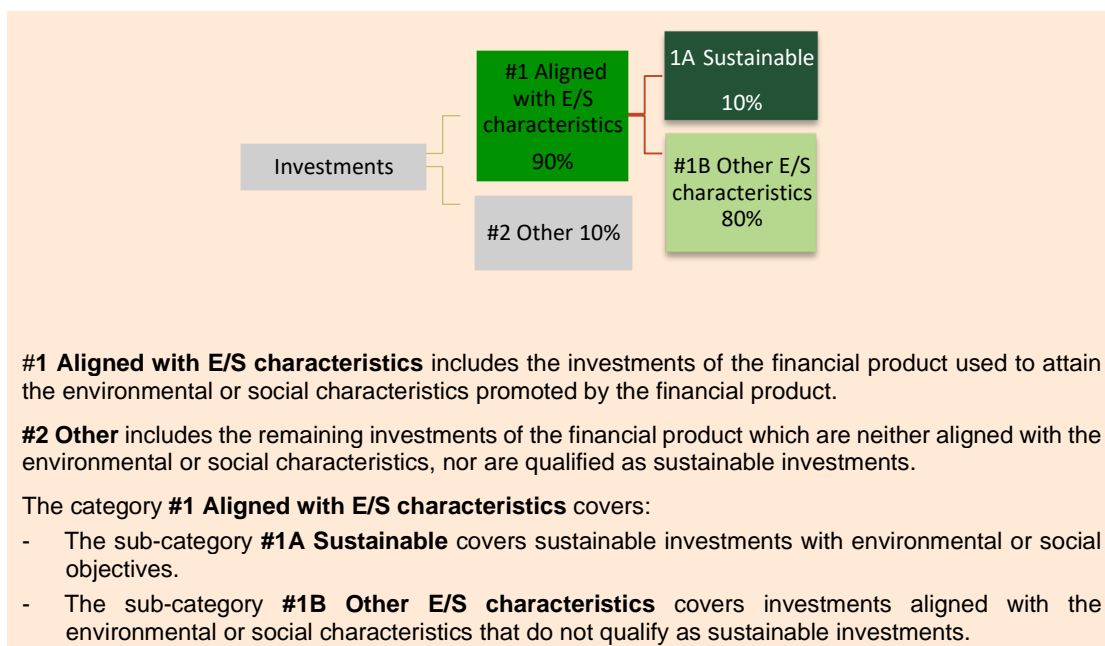 Investments
#1 Aligned
with E/S
characteristics
90%
#2 Other 10%
1A Sustainable
10%
#1B Other E/S
characteristics
80%
#1 Aligned with E/S characteristics includes the investments of the financial product used to attain
the environmental or social characteristics promoted by the financial product.
#2 Other includes the remaining investments of the financial product which are neither aligned with the
environmental or social characteristics, nor are qualified as sustainable investments.
The category #1 Aligned with E/S characteristics covers:
- The sub-category #1A Sustainable covers sustainable investments with environmental or social
objectives.
- The sub-category #1B Other E/S characteristics covers investments aligned with the
environmental or social characteristics that do not qualify as sustainable investments.